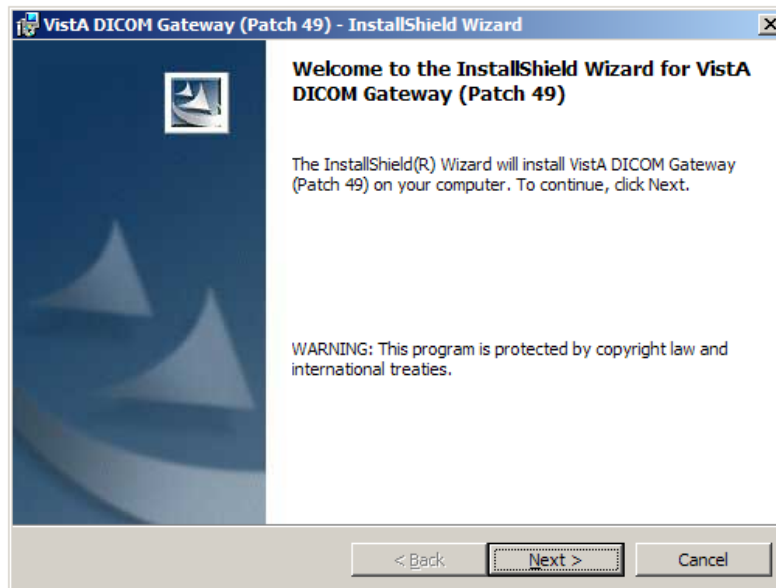 VistA DICOM Gateway (Patch 49) - InstallShield Wizard
Welcome to the InstallShield Wizard for VistA
DICOM Gateway (Patch 49)
The InstallShield(R) Wizard will install VistA DICOM Gateway
(Patch 49) on your computer. To continue, click Next.
WARNING: This program is protected by copyright law and
international treaties.
< Back Next > Cancel